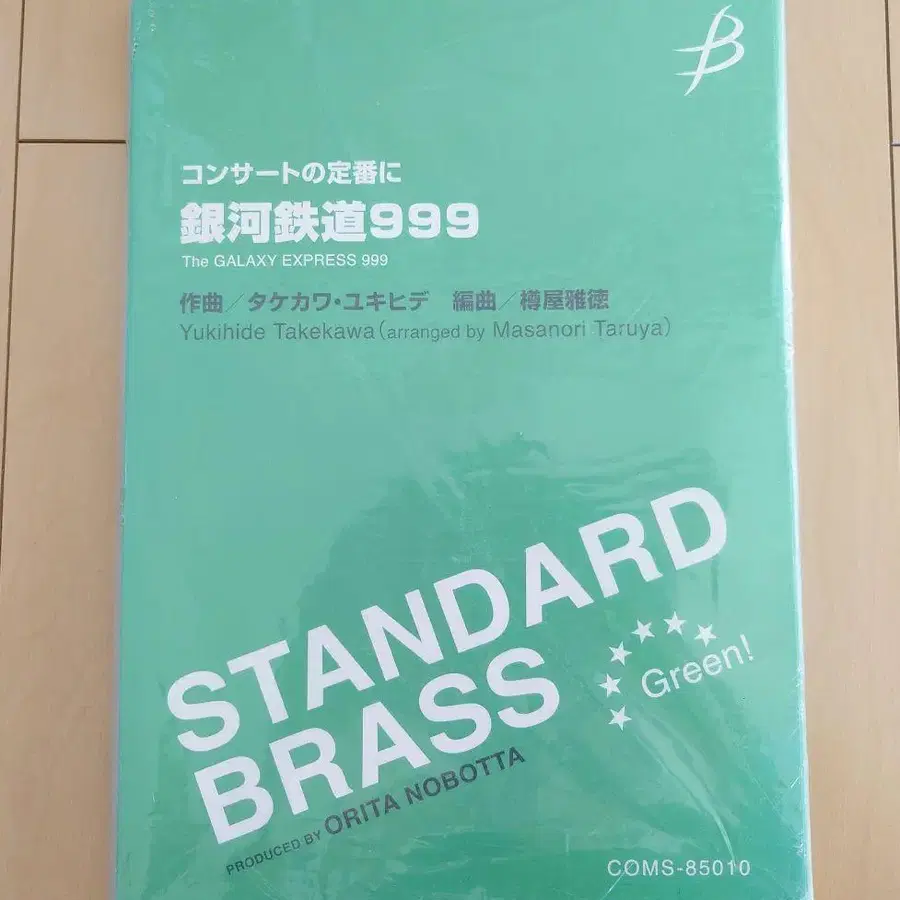 コンサートの定番に
銀河鉄道999
The GALAXY EXPRESS 999
作曲／タケカワ・ユキヒデ 編曲／樽屋雅徳
Yukihide Takekawa(arranged by Masanori Taruya)
STANDARD
BRASS
Green!
PRODUCED BY ORITA NOBOTTA
COMS-85010